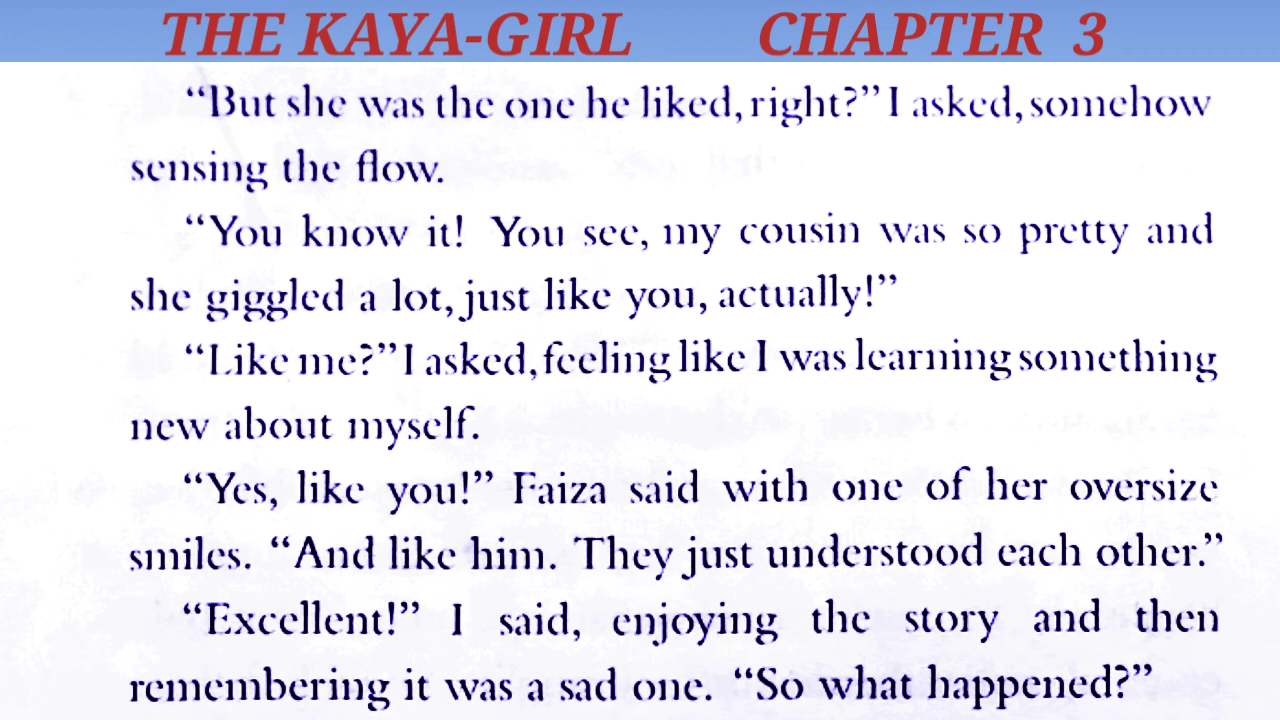 THE KAYA-GIRL CHAPTER 3
“But she was the one he liked, right?” I asked, somehow
sensing the flow.
“You know it! You see, my cousin was so pretty and
she giggled a lot, just like you, actually!”
“Like me?” I asked, feeling like I was learning something
new about myself.
“Yes, like you!” Faiza said with one of her oversize
smiles. “And like him. They just understood each other.”
“Excellent!” I said, enjoying the story and then
remembering it was a sad one. “So what happened?”